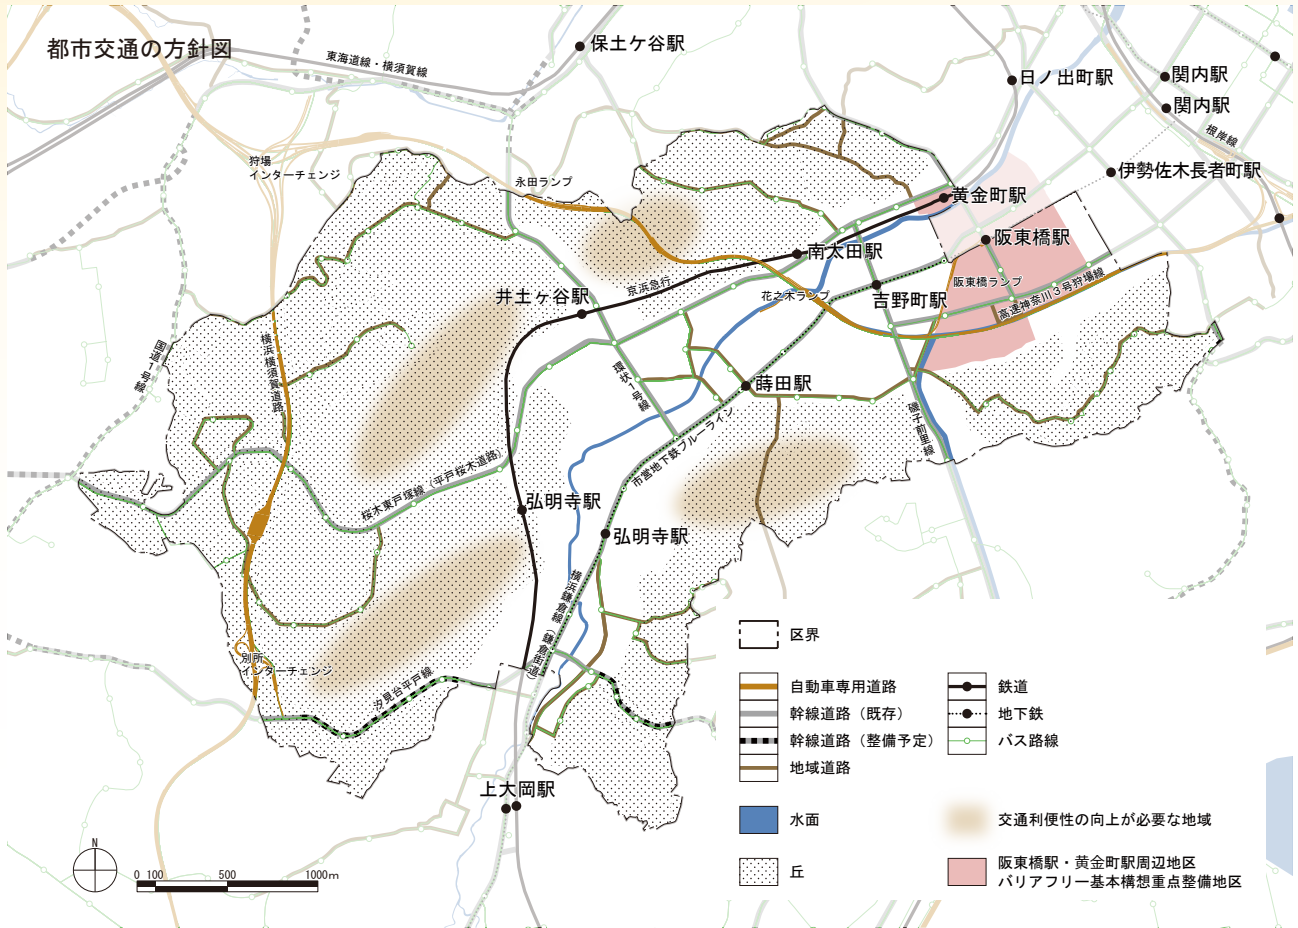 都市交通の方針図
保土ケ谷駅
東海道線・横須賀線
日ノ出町駅
関内駅
関内駅
根岸線
狩場
インターチェンジ
永田ランプ
伊勢佐木長者町駅
黄金町駅
阪東橋駅
南太田駅
阪東橋ランプ
京浜急行
井土ヶ谷駅
花之木ランプ
吉野町駅
高速神奈川3号狩場線
国道1号線
横浜横須賀道路
環状1号線
蒔田駅
磯子前里線
市営地下鉄ブルーライン
桜木東戸塚線(平戸桜木道路)
弘明寺駅
弘明寺駅
横浜鎌倉線(鎌倉街道)
別所
インターチェンジ
汐見台平戸線
上大岡駅
区界
自動車専用道路
幹線道路(既存)
幹線道路(整備予定)
地域道路
鉄道
地下鉄
バス路線
水面
交通利便性の向上が必要な地域
丘
阪東橋駅・黄金町駅周辺地区
バリアフリー基本構想重点整備地区
N
0 100 500 1000m